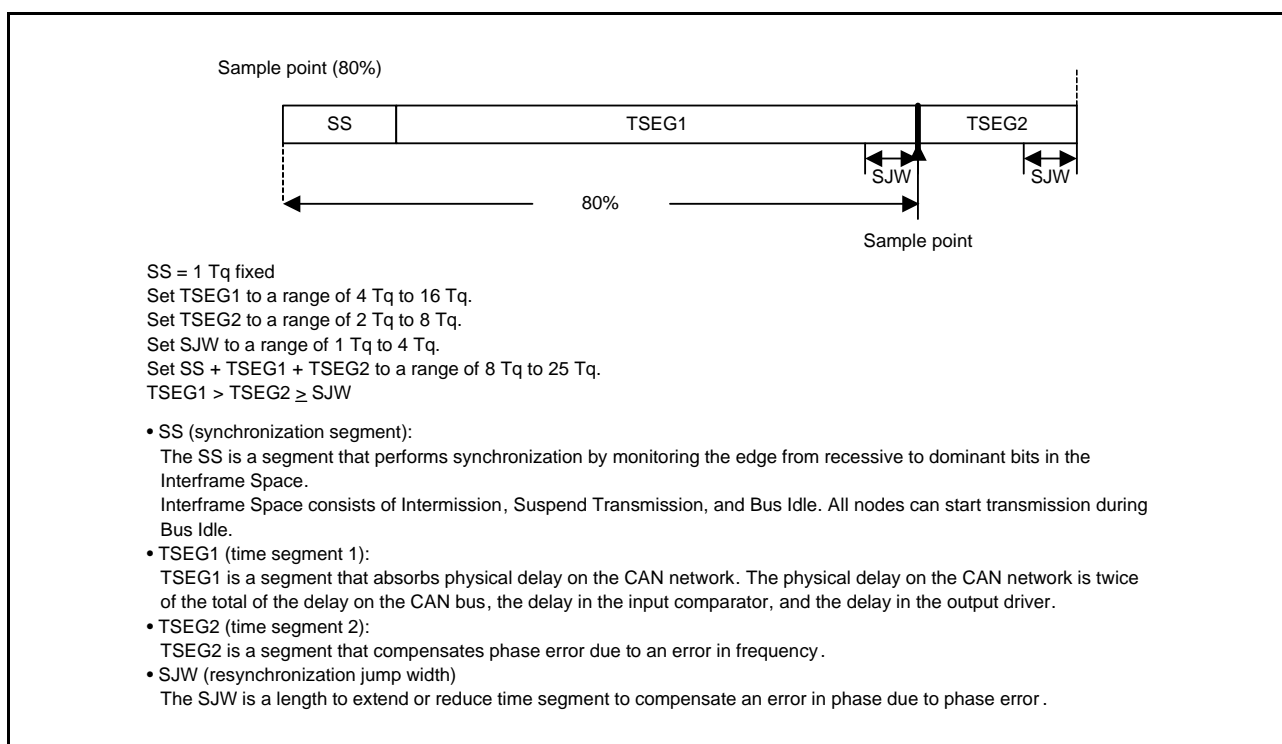 Sample point (80%)
SS
TSEG1
TSEG2
SJW
SJW
80%
Sample point
SS = 1 Tq fixed
Set TSEG1 to a range of 4 Tq to 16 Tq.
Set TSEG2 to a range of 2 Tq to 8 Tq.
Set SJW to a range of 1 Tq to 4 Tq.
Set SS + TSEG1 + TSEG2 to a range of 8 Tq to 25 Tq.
TSEG1 > TSEG2 ≥ SJW
• SS (synchronization segment):
The SS is a segment that performs synchronization by monitoring the edge from recessive to dominant bits in the
Interframe Space.
Interframe Space consists of Intermission, Suspend Transmission, and Bus Idle. All nodes can start transmission during
Bus Idle.
• TSEG1 (time segment 1):
TSEG1 is a segment that absorbs physical delay on the CAN network. The physical delay on the CAN network is twice
of the total of the delay on the CAN bus, the delay in the input comparator, and the delay in the output driver.
• TSEG2 (time segment 2):
TSEG2 is a segment that compensates phase error due to an error in frequency.
• SJW (resynchronization jump width)
The SJW is a length to extend or reduce time segment to compensate an error in phase due to phase error.